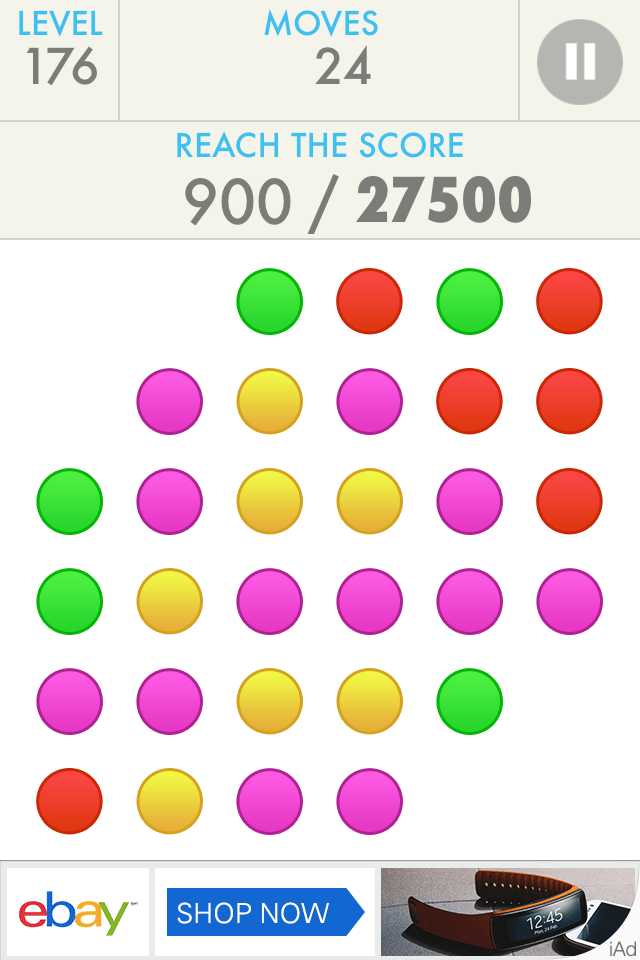 LEVEL
176
MOVES
24
REACH THE SCORE
900 / 27500
ebay
SHOP NOW
12:45
iAd